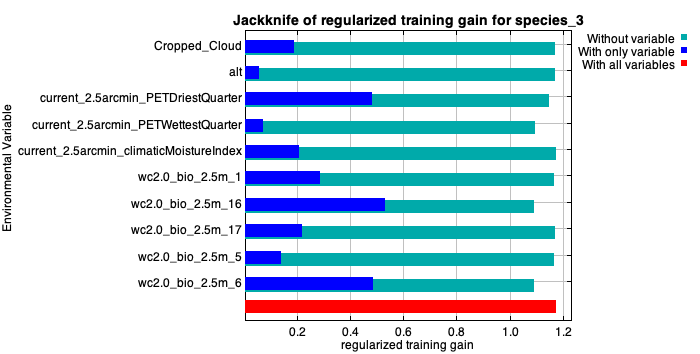 Jackknife of regularized training gain for species_3
Without variable
With only variable
With all variables
Environmental Variable
Cropped_Cloud
alt
current_2.5arcmin_PETDriestQuarter
current_2.5arcmin_PETWettestQuarter
current_2.5arcmin_climaticMoistureIndex
wc2.0_bio_2.5m_1
wc2.0_bio_2.5m_16
wc2.0_bio_2.5m_17
wc2.0_bio_2.5m_5
wc2.0_bio_2.5m_6
0.2 0.4 0.6 0.8 1.0 1.2
regularized training gain